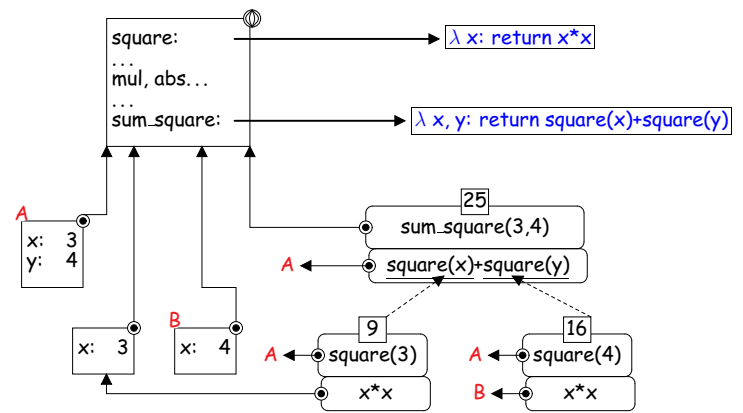 square:
λ x: return x*x
...
mul, abs...
...
sum_square:
λ x, y: return square(x)+square(y)
A
x: 3
y: 4
25
sum_square(3,4)
A
square(x)+square(y)
x: 3
B
x: 4
9
A
square(3)
x*x
16
A
square(4)
B
x*x